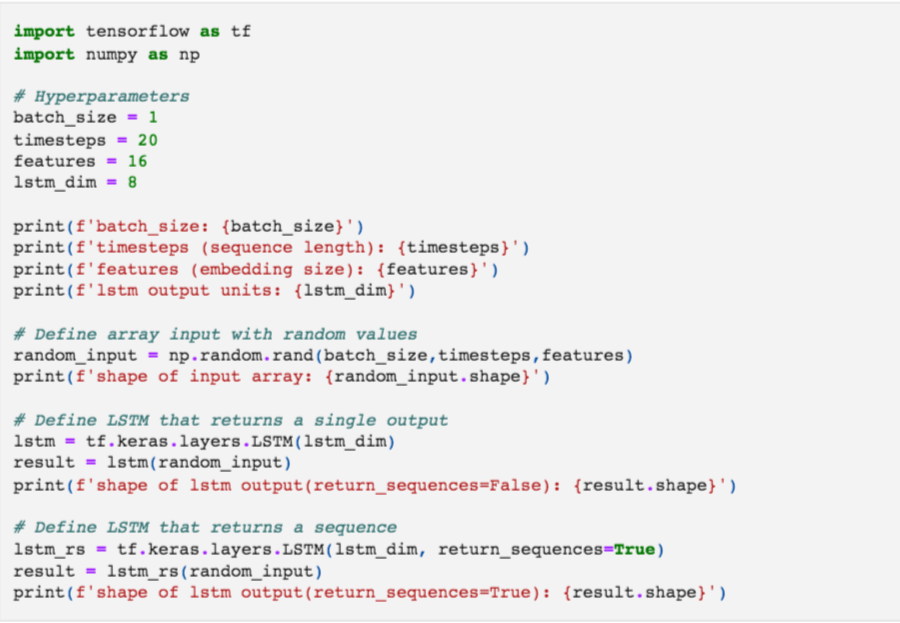 import tensorflow as tf
import numpy as np
# Hyperparameters
batch_size = 1
timesteps = 20
features = 16
lstm_dim = 8
print(f'batch_size: {batch_size}')
print(f'timesteps (sequence length): {timesteps}')
print(f'features (embedding size): {features}')
print(f'lstm output units: {lstm_dim}')
# Define array input with random values
random_input = np.random.rand(batch_size,timesteps,features)
print(f'shape of input array: {random_input.shape}')
# Define LSTM that returns a single output
lstm = tf.keras.layers.LSTM(lstm_dim)
result = lstm(random_input)
print(f'shape of lstm output(return_sequences=False): {result.shape}')
# Define LSTM that returns a sequence
lstm_rs = tf.keras.layers.LSTM(lstm_dim, return_sequences=True)
result = lstm_rs(random_input)
print(f'shape of lstm output(return_sequences=True): {result.shape}')